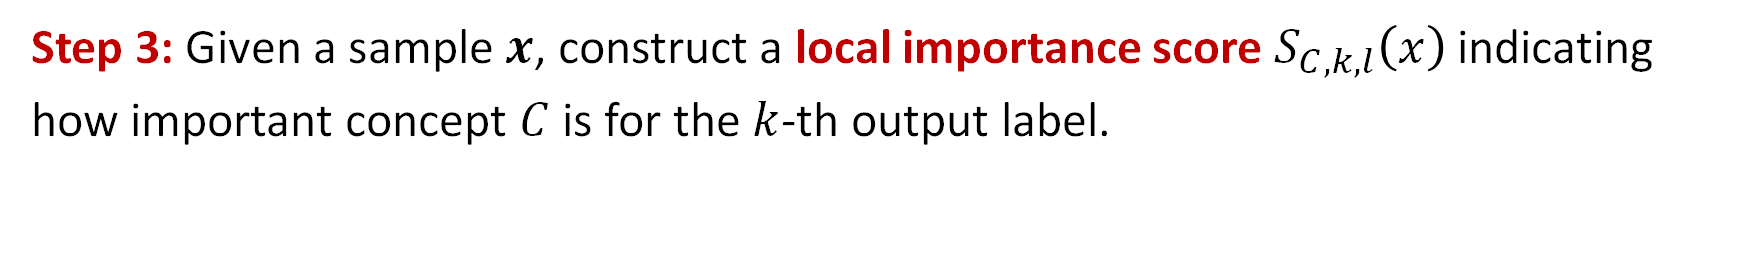 Step 3: Given a sample x, construct a local importance score S_{C,k,l}(x) indicating
how important concept C is for the k-th output label.